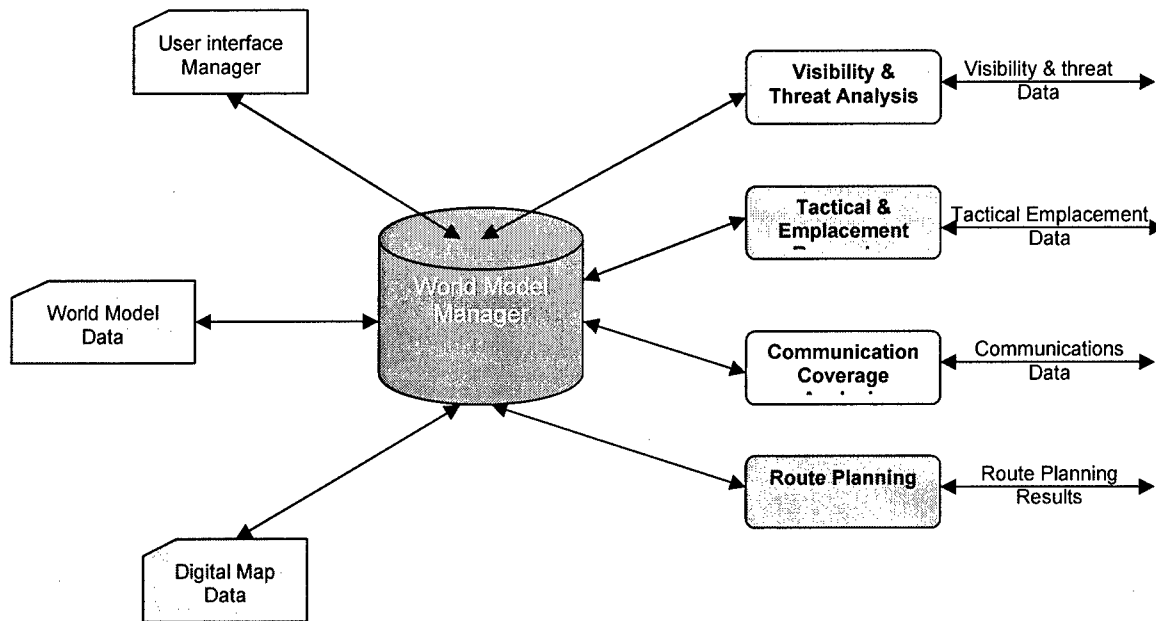 User interface
Manager
Visibility &
Threat Analysis
Visibility & threat
Data
Tactical &
Emplacement
Tactical Emplacement
Data
World Model
Manager
World Model
Data
Communication
Coverage
Communications
Data
Route Planning
Route Planning
Results
Digital Map
Data